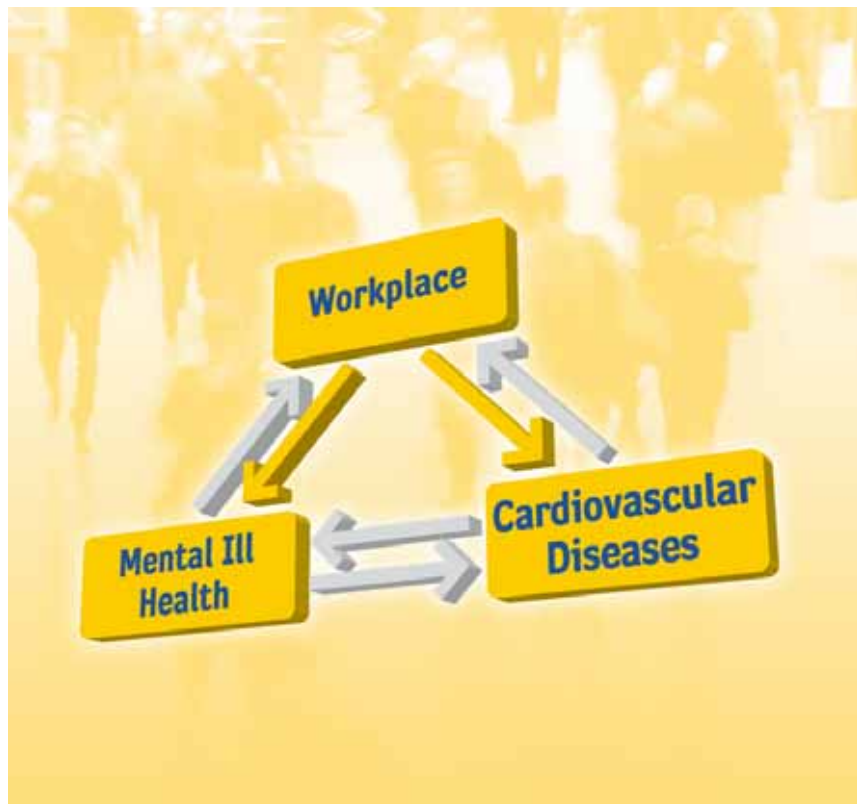 Workplace
Mental Ill
Health
Cardiovascular
Diseases